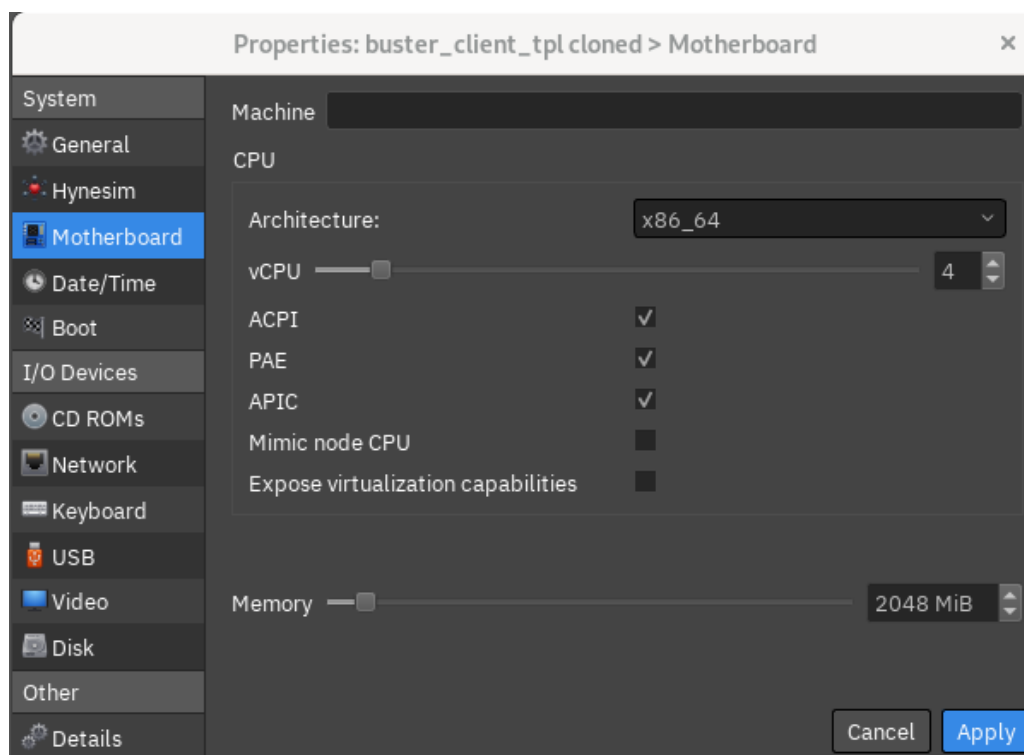 Properties: buster_client_tpl cloned > Motherboard
System
General
Hynesim
Motherboard
Date/Time
Boot
I/O Devices
CD ROMs
Network
Keyboard
USB
Video
Disk
Other
Details
Machine
CPU
Architecture: x86_64
vCPU 4
ACPI
PAE
APIC
Mimic node CPU
Expose virtualization capabilities
Memory 2048 MiB
Cancel Apply